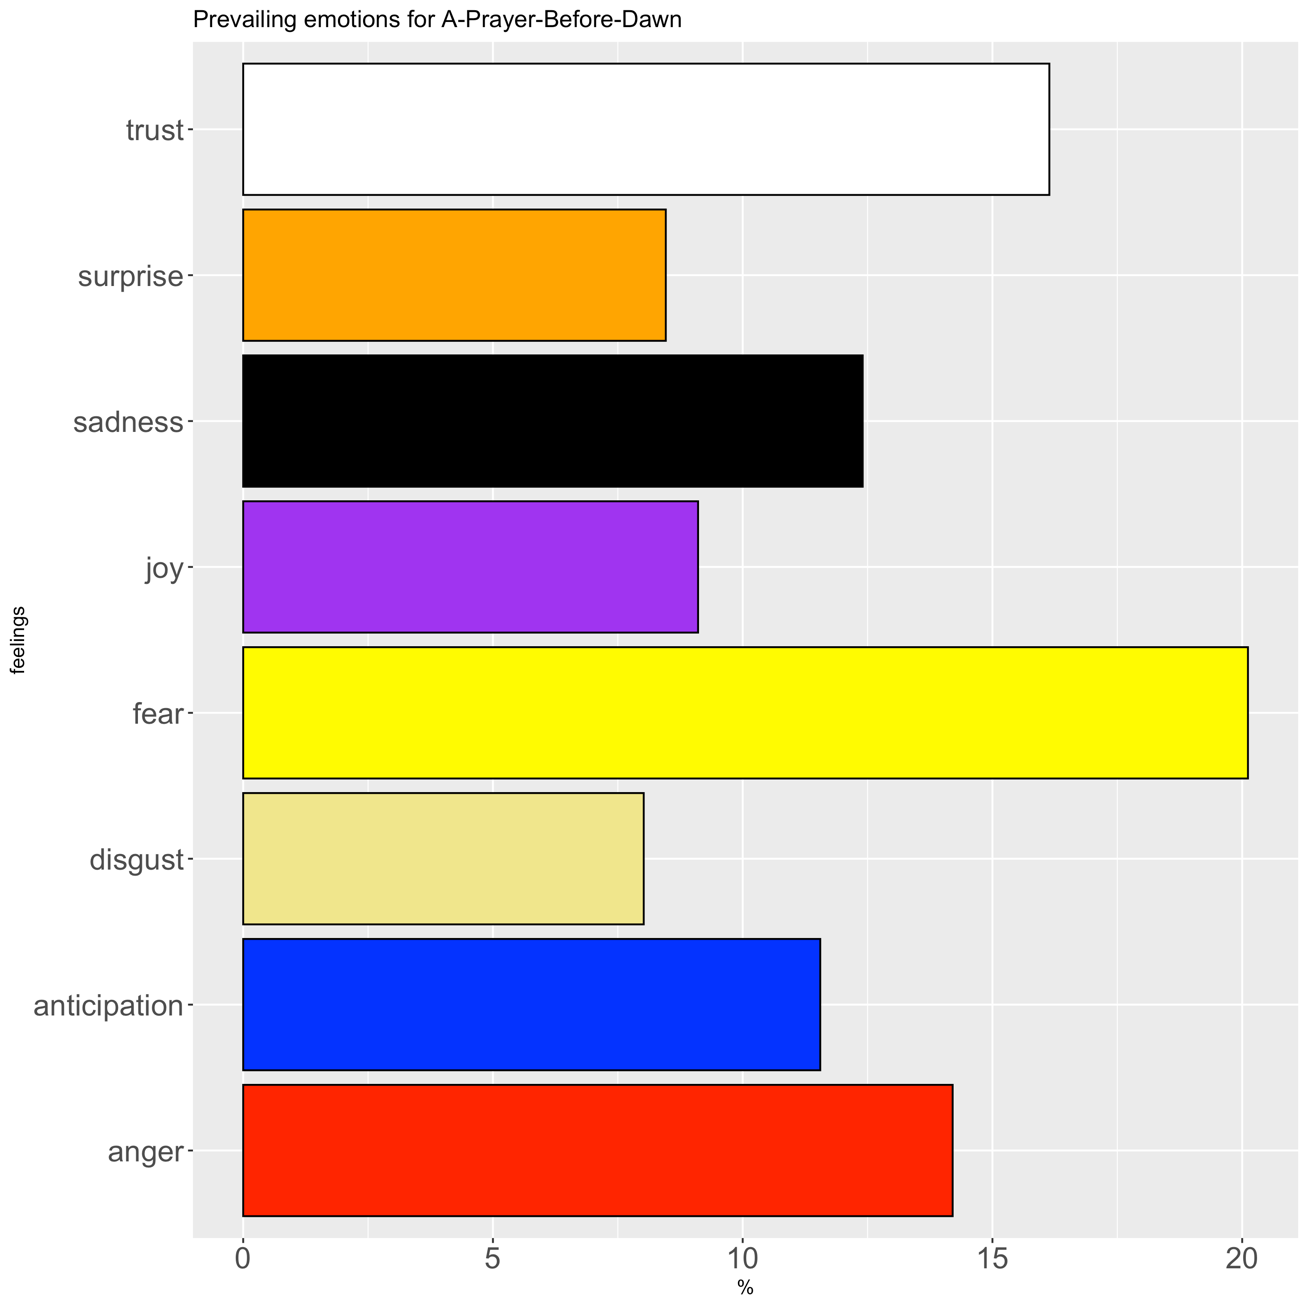 Prevailing emotions for A-Prayer-Before-Dawn
trust
surprise
sadness
joy
fear
disgust
anticipation
anger
feelings
0 5 10 15 20
%